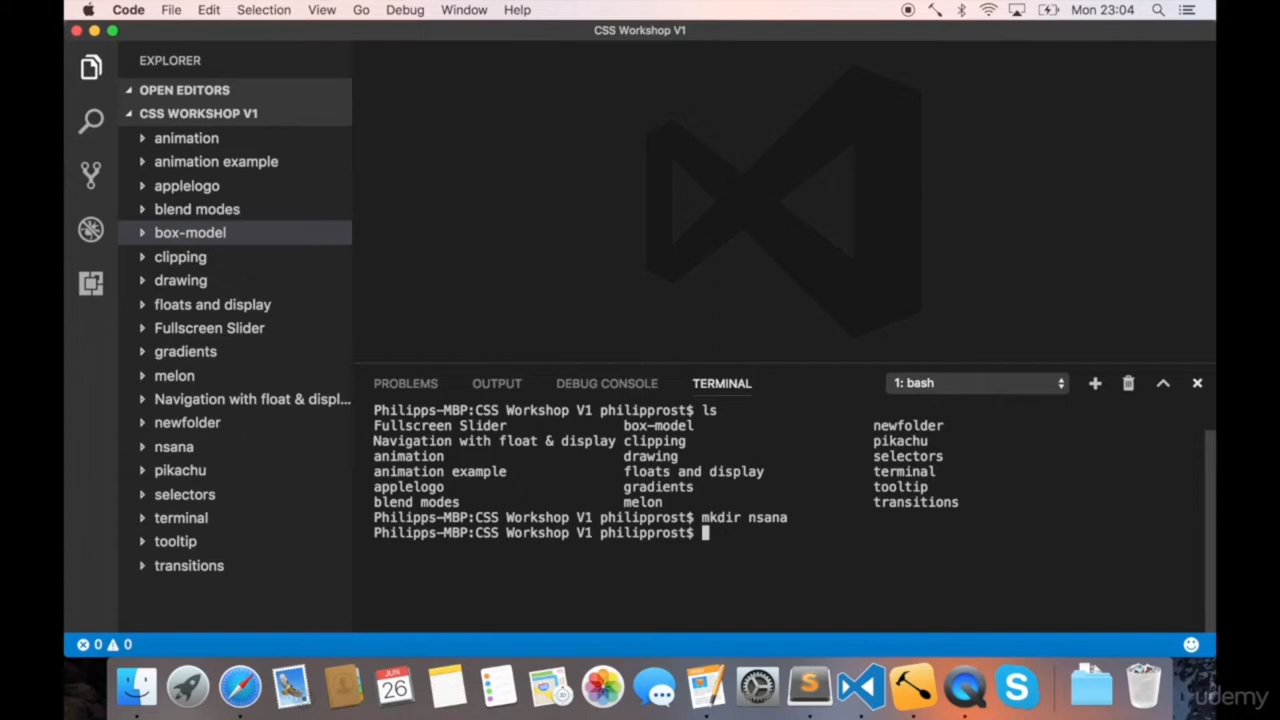 Code File Edit Selection View Go Debug Window Help Mon 23:04
CSS Workshop V1
EXPLORER
OPEN EDITORS
CSS WORKSHOP V1
animation
animation example
applelogo
blend modes
box-model
clipping
drawing
floats and display
Fullscreen Slider
gradients
melon
Navigation with float & displ...
newfolder
nsana
pikachu
selectors
terminal
tooltip
transitions
PROBLEMS OUTPUT DEBUG CONSOLE TERMINAL 1: bash
Philipps-MBP:CSS Workshop V1 philipprost$ ls
Fullscreen Slider box-model newfolder
Navigation with float & display clipping pikachu
animation drawing selectors
animation example floats and display terminal
applelogo gradients tooltip
blend modes melon transitions
Philipps-MBP:CSS Workshop V1 philipprost$ mkdir nsana
Philipps-MBP:CSS Workshop V1 philipprost$
0 0
JUN
26
S
S
udemy